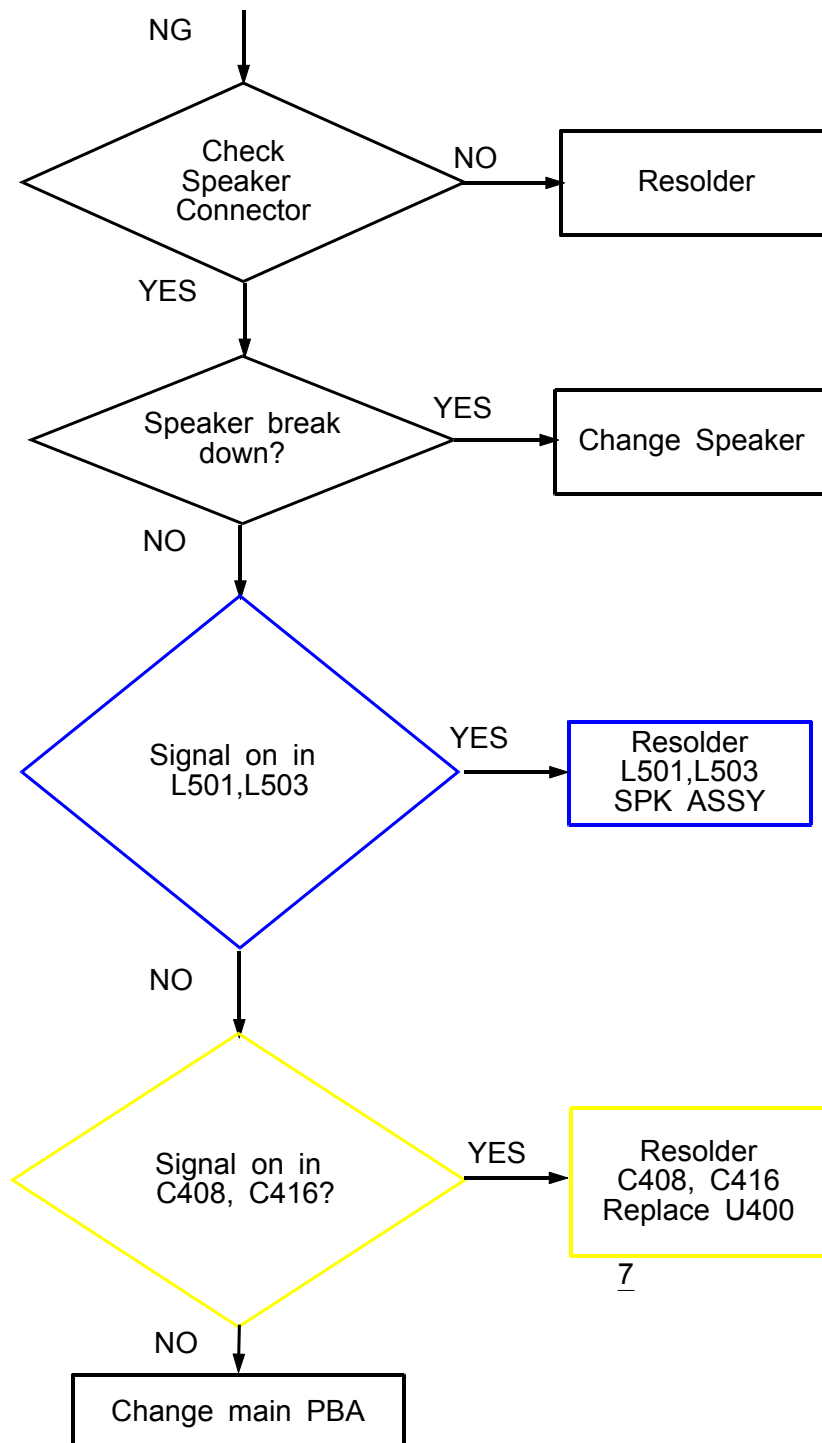 NG
Check
Speaker
Connector
NO
Resolder
YES
Speaker break
down?
YES
Change Speaker
NO
Signal on in
L501,L503
YES
Resolder
L501,L503
SPK ASSY
NO
Signal on in
C408, C416?
YES
Resolder
C408, C416
Replace U400
7
NO
Change main PBA